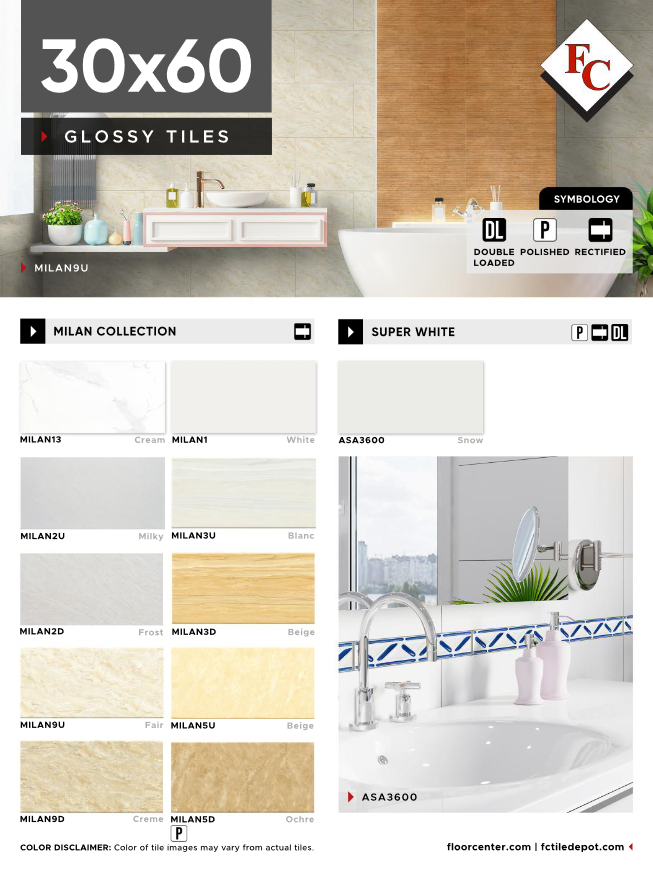 30x60
GLOSSY TILES
FC
SYMBOLOGY
DL P
DOUBLE LOADED POLISHED RECTIFIED
MILAN9U
MILAN COLLECTION
MILAN13 Cream MILAN1 White
MILAN2U Milky MILAN3U Blanc
MILAN2D Frost MILAN3D Beige
MILAN9U Fair MILAN5U Beige
MILAN9D Creme MILAN5D Ochre
P
COLOR DISCLAIMER: Color of tile images may vary from actual tiles.
SUPER WHITE P DL
ASA3600 Snow
ASA3600
floorcenter.com | fctiledepot.com